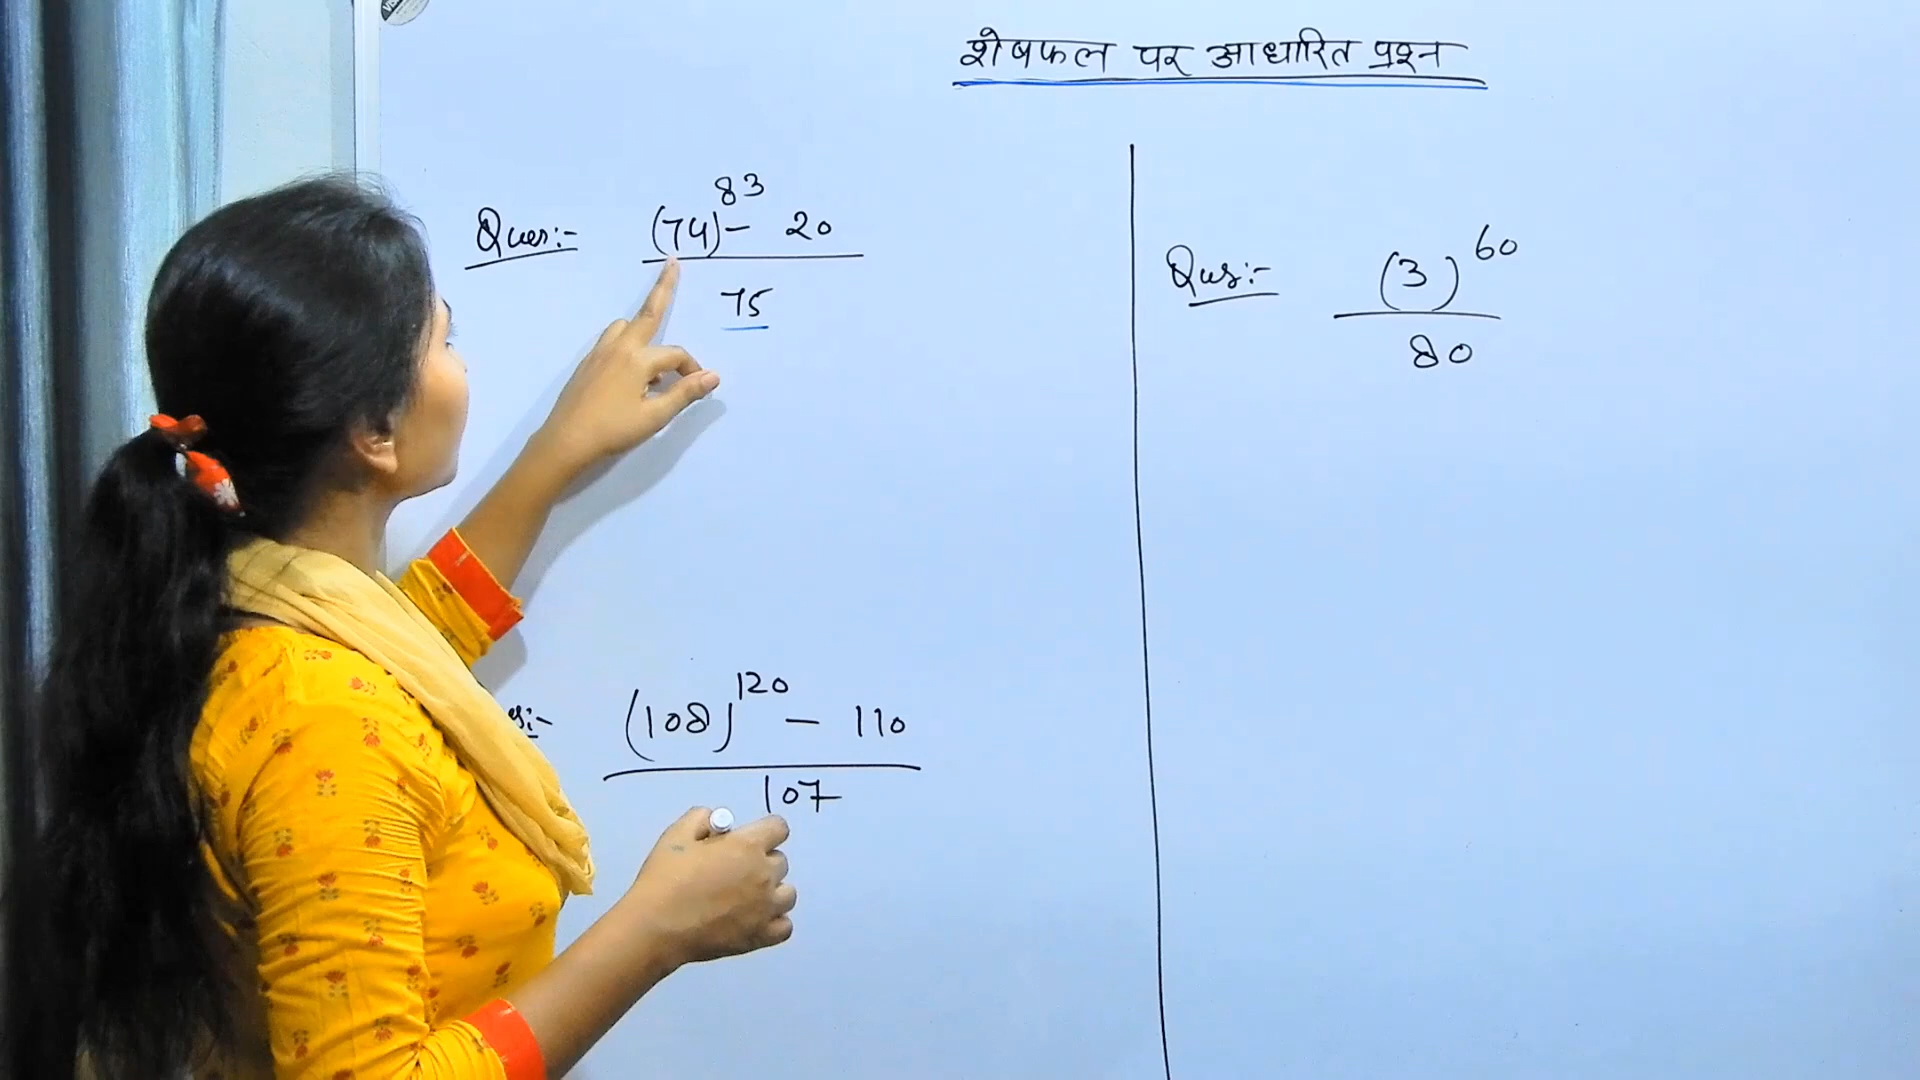 शेषफल पर आधारित प्रश्न
Ques:- (74)^83 - 20
75
s:- (108)^120 - 110
107
Qus:- (3)^60
80